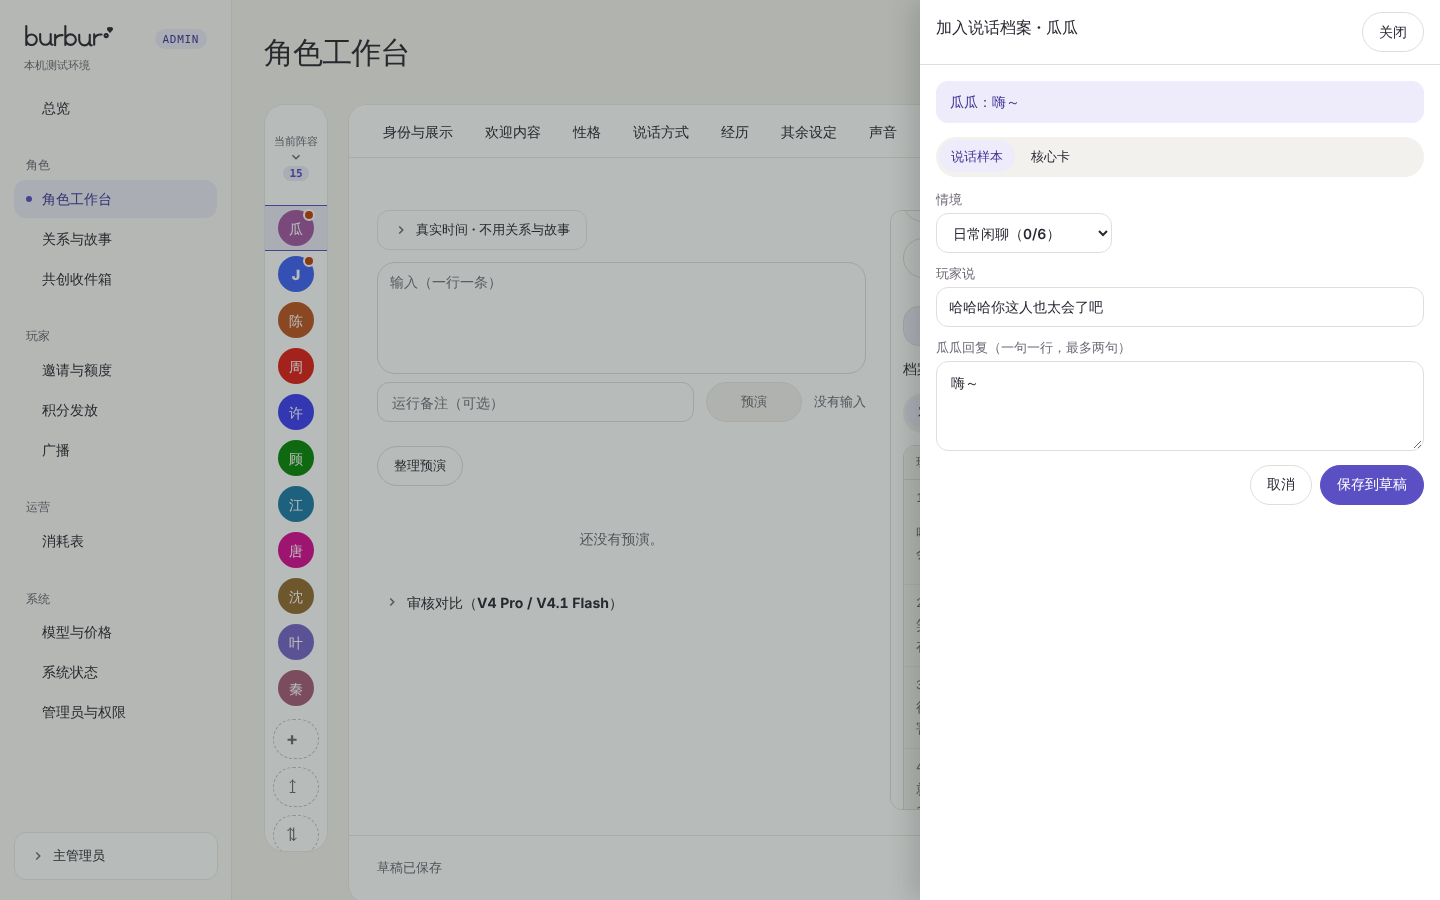 burbur
ADMIN
本机测试环境
总览
角色
角色工作台
关系与故事
共创收件箱
玩家
邀请与额度
积分发放
广播
运营
消耗表
系统
模型与价格
系统状态
管理员与权限
主管理员
角色工作台
当前阵容
15
瓜
J
陈
周
许
顾
江
唐
沈
叶
秦
+
身份与展示 欢迎内容 性格 说话方式 经历 其余设定 声音
真实时间 · 不用关系与故事
输入（一行一条）
运行备注（可选） 预演 没有输入
整理预演
还没有预演。
审核对比（V4 Pro / V4.1 Flash）
草稿已保存
加入说话档案 · 瓜瓜
关闭
瓜瓜：嗨～
说话样本 核心卡
情境
日常闲聊（0/6）
玩家说
哈哈哈你这人也太会了吧
瓜瓜回复（一句一行，最多两句）
嗨～
取消 保存到草稿